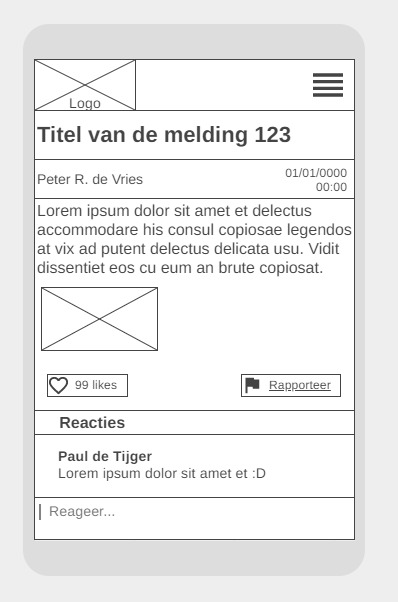 Logo
Titel van de melding 123
Peter R. de Vries
01/01/0000
00:00
Lorem ipsum dolor sit amet et delectus
accommodare his consul copiosae legendos
at vix ad putent delectus delicata usu. Vidit
dissentiet eos cu eum an brute copiosat.
99 likes
Rapporteer
Reacties
Paul de Tijger
Lorem ipsum dolor sit amet et :D
Reageer...